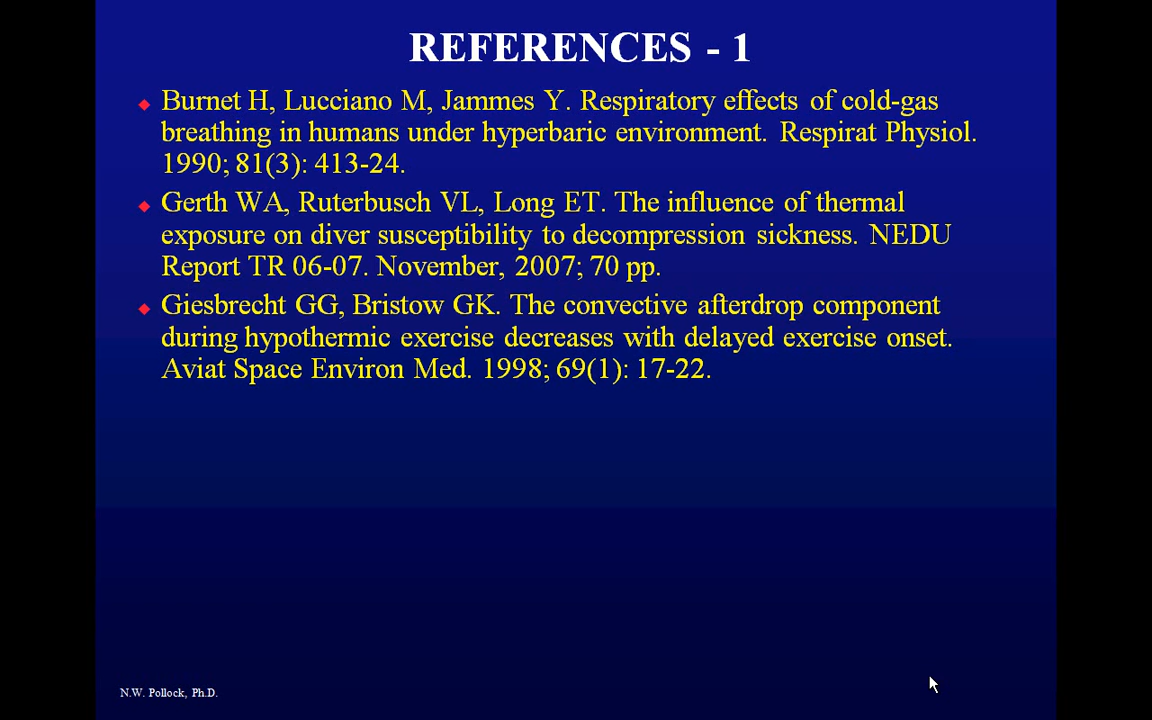 REFERENCES - 1
Burnet H, Lucciano M, Jammes Y. Respiratory effects of cold-gas
breathing in humans under hyperbaric environment. Respirat Physiol.
1990; 81(3): 413-24.
Gerth WA, Ruterbusch VL, Long ET. The influence of thermal
exposure on diver susceptibility to decompression sickness. NEDU
Report TR 06-07. November, 2007; 70 pp.
Giesbrecht GG, Bristow GK. The convective afterdrop component
during hypothermic exercise decreases with delayed exercise onset.
Aviat Space Environ Med. 1998; 69(1): 17-22.
N.W. Pollock, Ph.D.